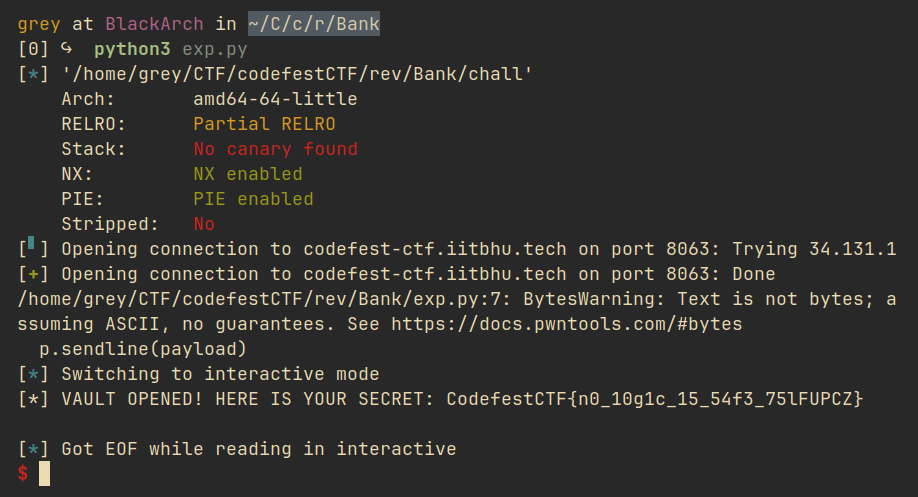 grey at BlackArch in ~/C/c/r/Bank
[0] ↪ python3 exp.py
[*] '/home/grey/CTF/codefestCTF/rev/Bank/chall'
    Arch:       amd64-64-little
    RELRO:      Partial RELRO
    Stack:      No canary found
    NX:         NX enabled
    PIE:        PIE enabled
    Stripped:   No
[▘] Opening connection to codefest-ctf.iitbhu.tech on port 8063: Trying 34.131.1
[+] Opening connection to codefest-ctf.iitbhu.tech on port 8063: Done
/home/grey/CTF/codefestCTF/rev/Bank/exp.py:7: BytesWarning: Text is not bytes; a
ssuming ASCII, no guarantees. See https://docs.pwntools.com/#bytes
  p.sendline(payload)
[*] Switching to interactive mode
[*] VAULT OPENED! HERE IS YOUR SECRET: CodefestCTF{n0_10g1c_15_54f3_75lFUPCZ}
[*] Got EOF while reading in interactive
$